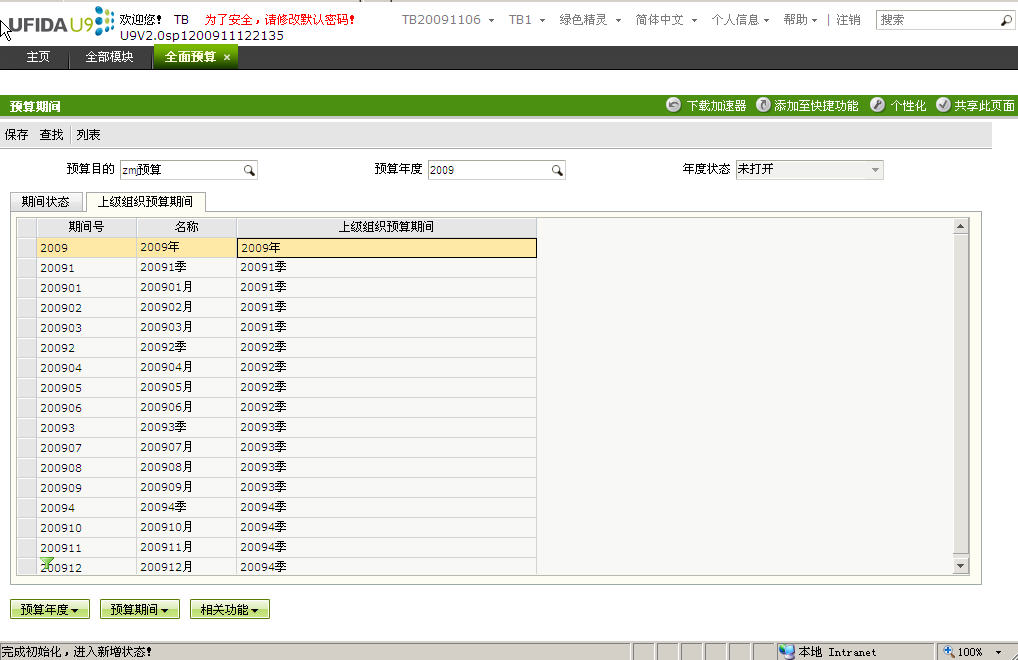 UFIDA U9 欢迎您! TB 为了安全，请修改默认密码! TB20091106 TB1 绿色精灵 简体中文 个人信息 帮助 | 注销 搜索
U9V2.0sp1200911122135
主页 全部模块 全面预算 ×
预算期间 下载加速器 添加至快捷功能 个性化 共享此页面
保存 查找 列表
预算目的 zmj预算 预算年度 2009 年度状态 未打开
期间状态 上级组织预算期间
期间号 名称 上级组织预算期间
2009 2009年 2009年
20091 20091季 20091季
200901 200901月 20091季
200902 200902月 20091季
200903 200903月 20091季
20092 20092季 20092季
200904 200904月 20092季
200905 200905月 20092季
200906 200906月 20092季
20093 20093季 20093季
200907 200907月 20093季
200908 200908月 20093季
200909 200909月 20093季
20094 20094季 20094季
200910 200910月 20094季
200911 200911月 20094季
200912 200912月 20094季
预算年度 预算期间 相关功能
完成初始化，进入新增状态! 本地 Intranet 100%